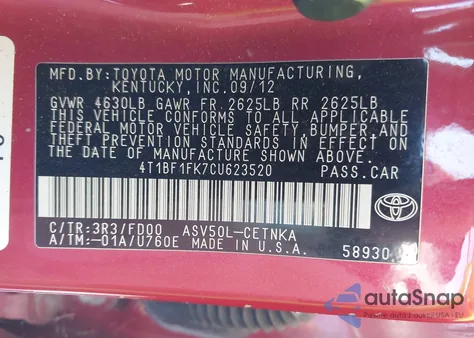 MFD.BY:TOYOTA MOTOR MANUFACTURING,
KENTUCKY, INC. 09/12
GVWR 4630LB GAWR FR 2625LB RR 2625LB
THIS VEHICLE CONFORMS TO ALL APPLICABLE
FEDERAL MOTOR VEHICLE SAFETY, BUMPER, AND
THEFT PREVENTION STANDARDS IN EFFECT ON
THE DATE OF MANUFACTURE SHOWN ABOVE.
4T1BF1FK7CU623520 PASS.CAR
C/TR:3R3/FD00 ASV50L-CETNKA
A/TM:-01A/U760E MADE IN U.S.A.
58930
TOYOTA
autoSnap